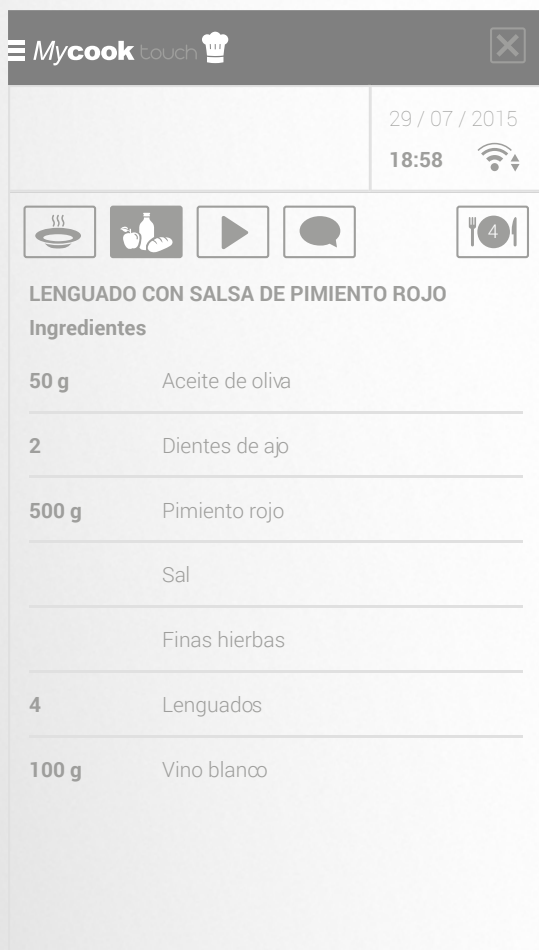 Mycook touch
29 / 07 / 2015
18:58
4
LENGUADO CON SALSA DE PIMIENTO ROJO
Ingredientes
50 g Aceite de oliva
2 Dientes de ajo
500 g Pimiento rojo
Sal
Finas hierbas
4 Lenguados
100 g Vino blanco